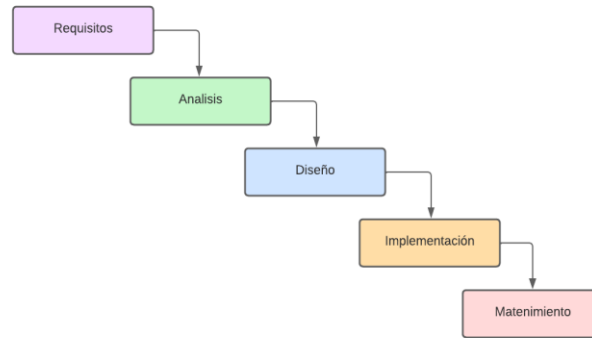 Requisitos
Analisis
Diseño
Implementación
Matenimiento